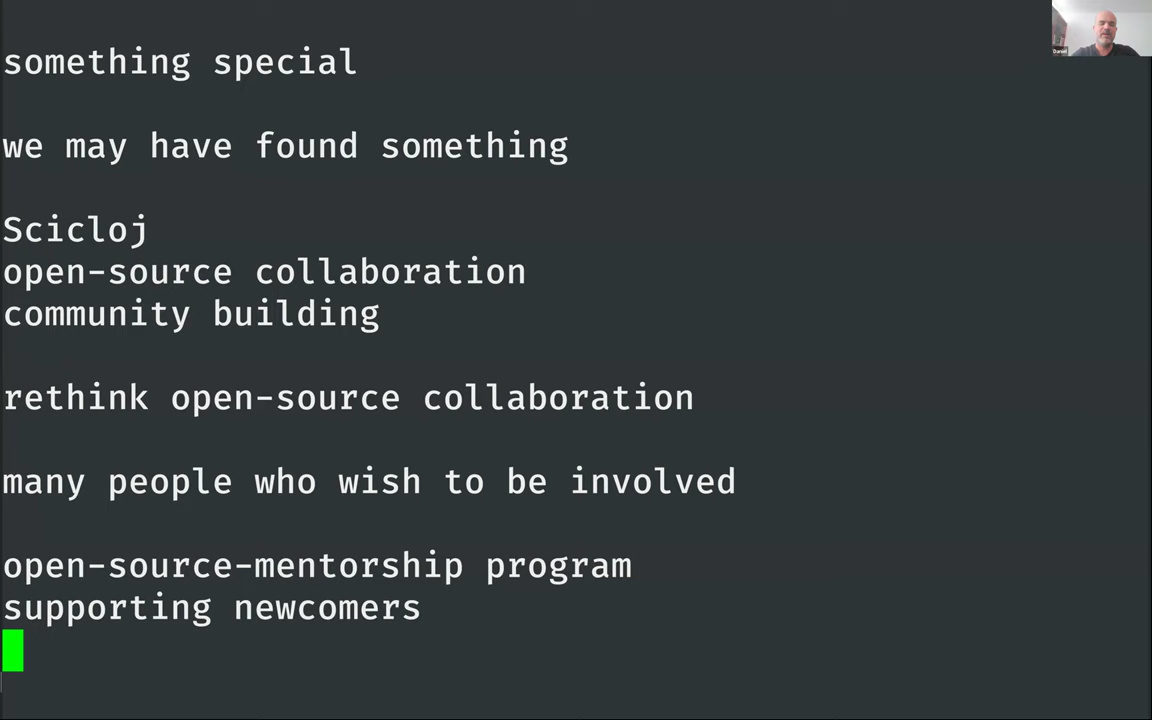 Daniel
something special
we may have found something
Scicloj
open-source collaboration
community building
rethink open-source collaboration
many people who wish to be involved
open-source-mentorship program
supporting newcomers